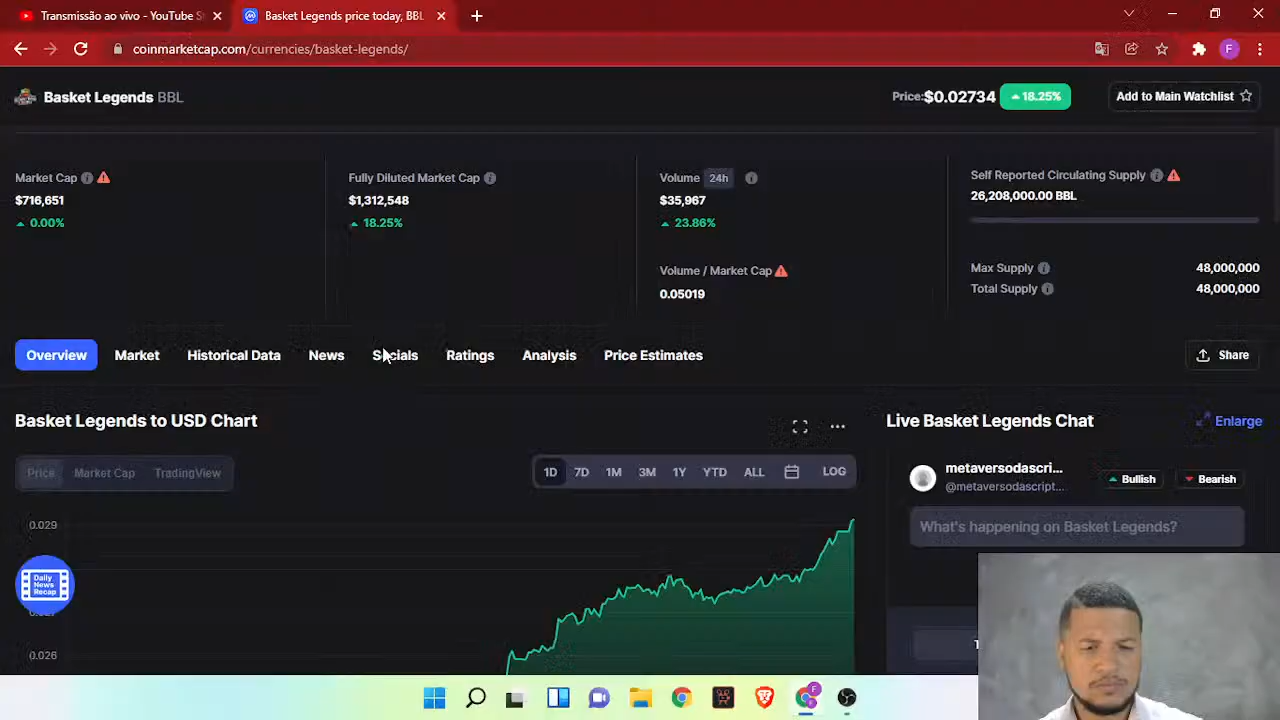 Transmissão ao vivo - YouTube S
Basket Legends price today, BBL
coinmarketcap.com/currencies/basket-legends/
F
Basket Legends BBL
Price:$0.02734
18.25%
Add to Main Watchlist
Market Cap
$716,651
0.00%
Fully Diluted Market Cap
$1,312,548
18.25%
Volume 24h
$35,967
23.86%
Volume / Market Cap
0.05019
Self Reported Circulating Supply
26,208,000.00 BBL
Max Supply 48,000,000
Total Supply 48,000,000
Overview
Market
Historical Data
News
Socials
Ratings
Analysis
Price Estimates
Share
Basket Legends to USD Chart
Price
Market Cap
TradingView
1D
7D
1M
3M
1Y
YTD
ALL
LOG
0.029
0.026
Daily
News
Recap
Live Basket Legends Chat
Enlarge
metaversodascri...
@metaversodascript...
Bullish
Bearish
What's happening on Basket Legends?
F